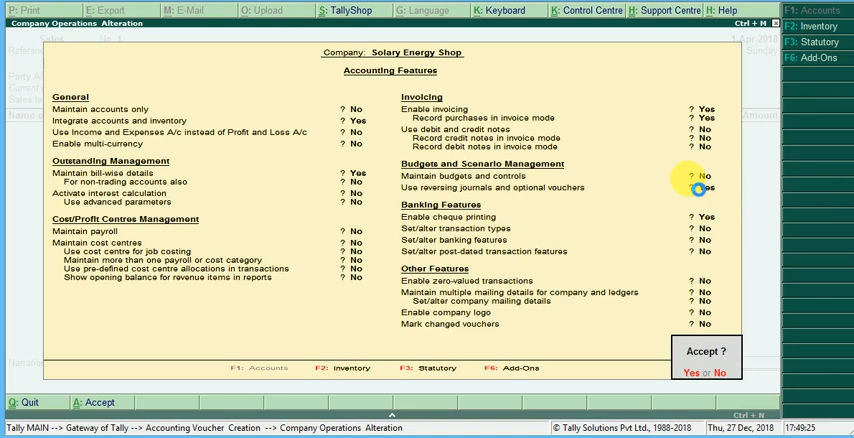 P: Print E: Export M: E-Mail O: Upload S: TallyShop G: Language K: Keyboard K: Control Centre H: Support Centre H: Help F1: Accounts
Company Operations Alteration Ctrl + M
F2: Inventory
F3: Statutory
F6: Add-Ons
Sales No. 1 1-Apr-2018
Sunday
Company: Solary Energy Shop
Accounting Features
General
Maintain accounts only ? No
Integrate accounts and inventory ? Yes
Use Income and Expenses A/c instead of Profit and Loss A/c ? No
Enable multi-currency ? No
Outstanding Management
Maintain bill-wise details ? Yes
For non-trading accounts also ? No
Activate interest calculation ? No
Use advanced parameters ? No
Cost/Profit Centres Management
Maintain payroll ? No
Maintain cost centres ? No
Use cost centre for job costing ? No
Maintain more than one payroll or cost category ? No
Use pre-defined cost centre allocations in transactions ? No
Show opening balance for revenue items in reports ? No
Invoicing
Enable invoicing ? Yes
Record purchases in invoice mode ? Yes
Use debit and credit notes ? No
Record credit notes in invoice mode ? No
Record debit notes in invoice mode ? No
Budgets and Scenario Management
Maintain budgets and controls ? No
Use reversing journals and optional vouchers ? Yes
Banking Features
Enable cheque printing ? Yes
Set/alter transaction types ? No
Set/alter banking features ? No
Set/alter post-dated transaction features ? No
Other Features
Enable zero-valued transactions ? No
Maintain multiple mailing details for company and ledgers ? No
Set/alter company mailing details ? No
Enable company logo ? No
Mark changed vouchers ? No
Accept ?
Yes or No
F1: Accounts F2: Inventory F3: Statutory F6: Add-Ons
Q: Quit A: Accept
Ctrl + N
Tally MAIN --> Gateway of Tally --> Accounting Voucher Creation --> Company Operations Alteration © Tally Solutions Pvt Ltd., 1988-2018 Thu, 27 Dec, 2018 17:49:25